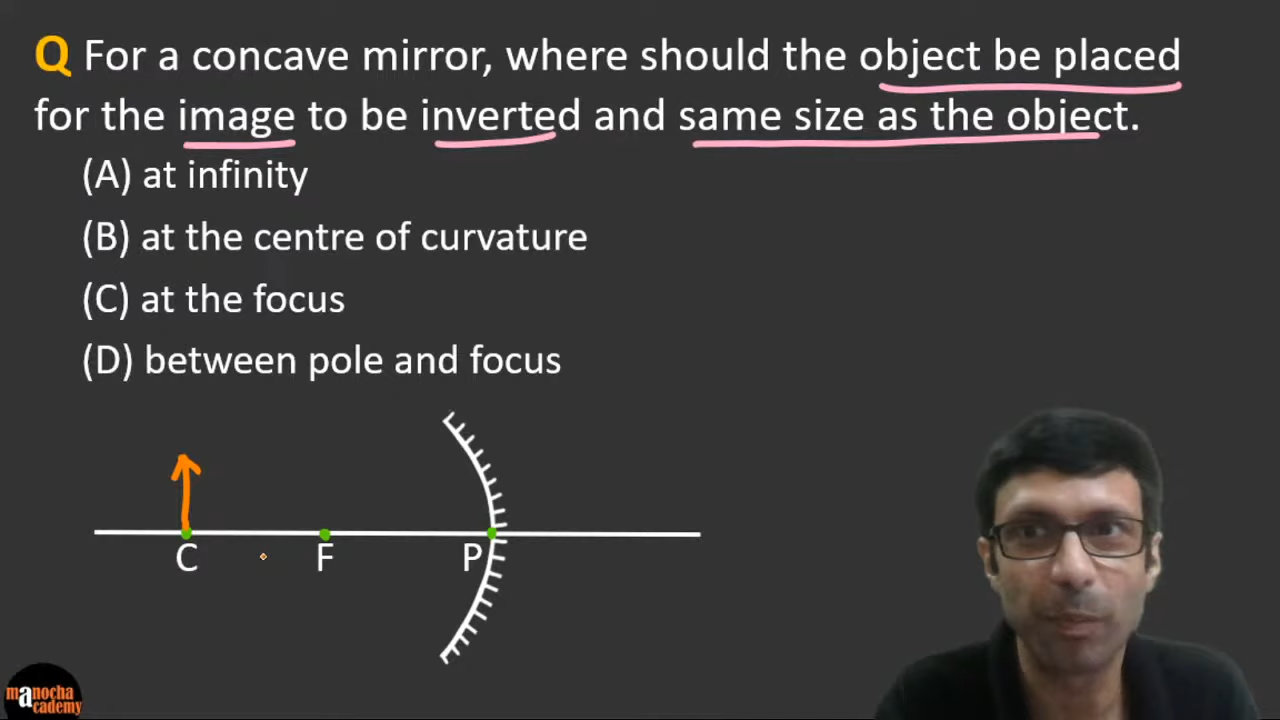 Q For a concave mirror, where should the object be placed
for the image to be inverted and same size as the object.
(A) at infinity
(B) at the centre of curvature
(C) at the focus
(D) between pole and focus
C F P
manocha
academy